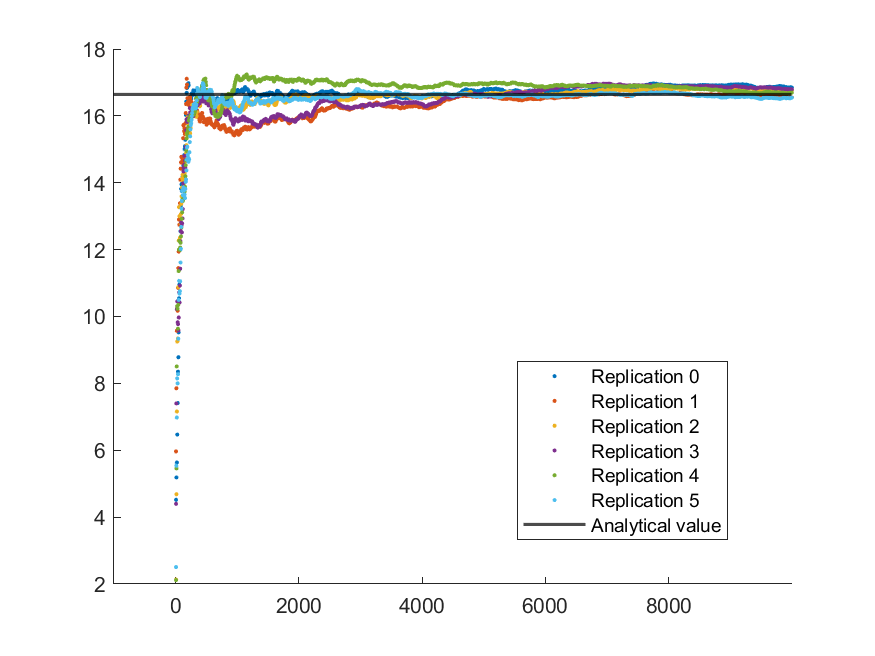 18
16
14
12
10
8
6
4
2
0 2000 4000 6000 8000
Replication 0
Replication 1
Replication 2
Replication 3
Replication 4
Replication 5
Analytical value